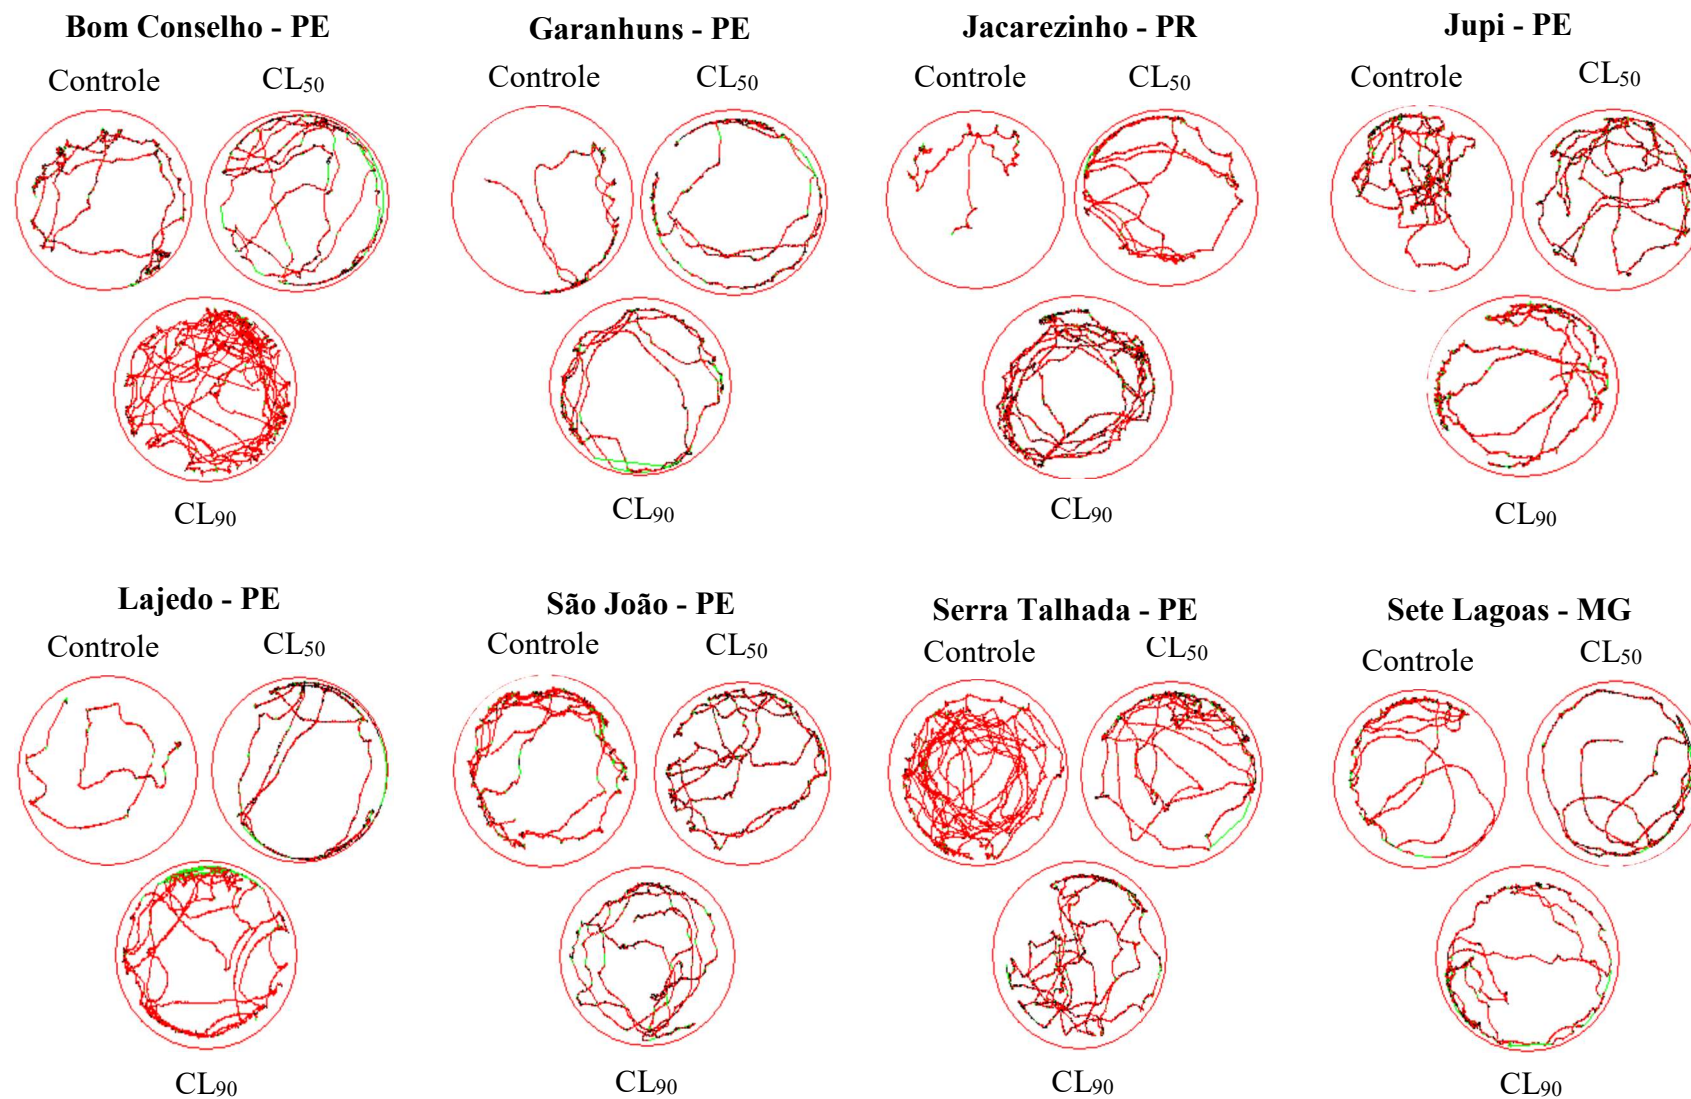 Bom Conselho - PE
Controle
CL50
CL90
Garanhuns - PE
Controle
CL50
CL90
Jacarezinho - PR
Controle
CL50
CL90
Jupi - PE
Controle
CL50
CL90
Lajedo - PE
Controle
CL50
CL90
São João - PE
Controle
CL50
CL90
Serra Talhada - PE
Controle
CL50
CL90
Sete Lagoas - MG
Controle
CL50
CL90